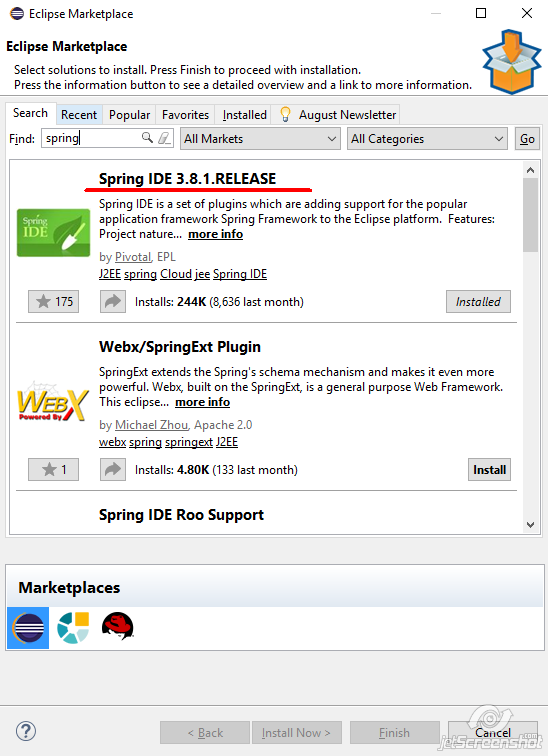 Eclipse Marketplace
Eclipse Marketplace
Select solutions to install. Press Finish to proceed with installation.
Press the information button to see a detailed overview and a link to more information.
Search Recent Popular Favorites Installed August Newsletter
Find: spring All Markets All Categories Go
Spring IDE 3.8.1.RELEASE
Spring IDE
Spring IDE is a set of plugins which are adding support for the popular
application framework Spring Framework to the Eclipse platform. Features:
Project nature... more info
by Pivotal, EPL
J2EE spring Cloud jee Spring IDE
175 Installs: 244K (8,636 last month) Installed
Webx/SpringExt Plugin
WebX Powered By
SpringExt extends the Spring's schema mechanism and makes it even more
powerful. Webx, built on the SpringExt, is a general purpose Web Framework.
This eclipse... more info
by Michael Zhou, Apache 2.0
webx spring springext J2EE
1 Installs: 4.80K (133 last month) Install
Spring IDE Roo Support
Marketplaces
? < Back Install Now > Finish Cancel
jetScreenshot.com